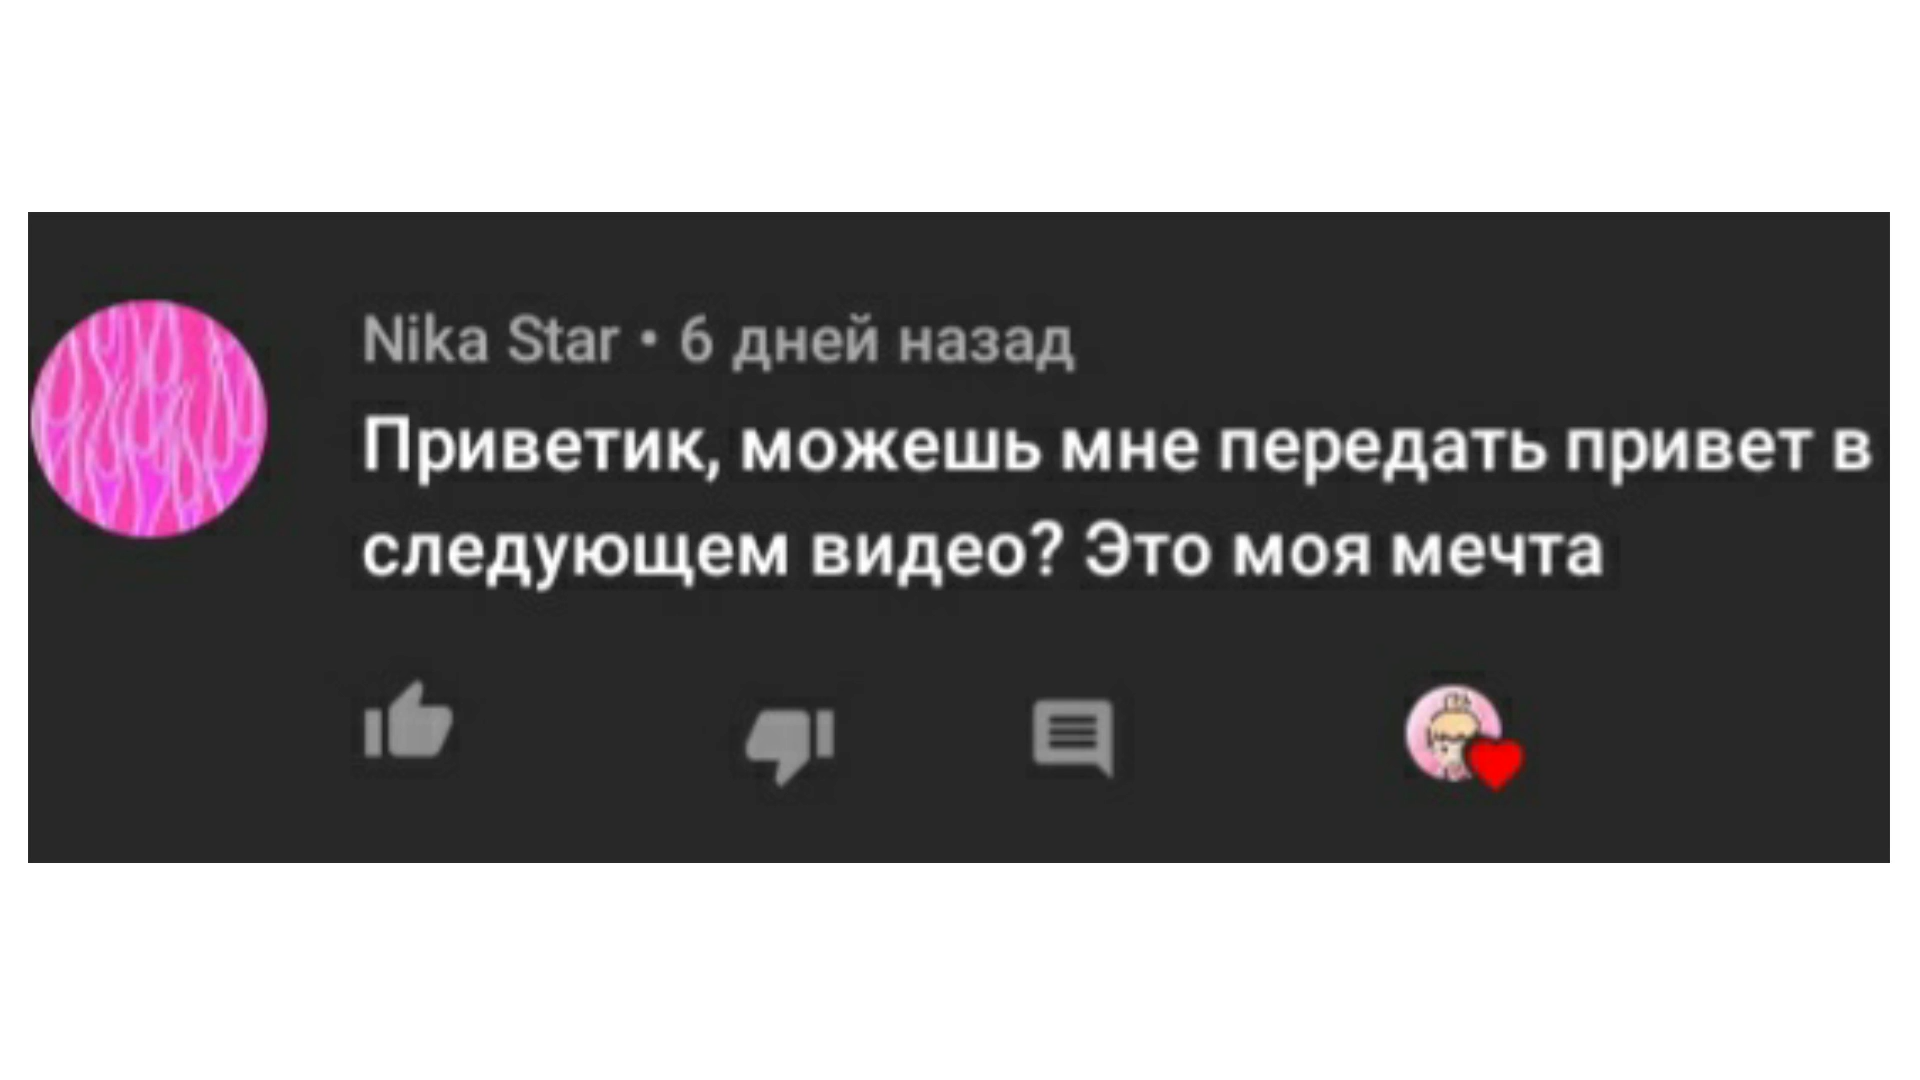 Nika Star • 6 дней назад
Приветик, можешь мне передать привет в
следующем видео? Это моя мечта